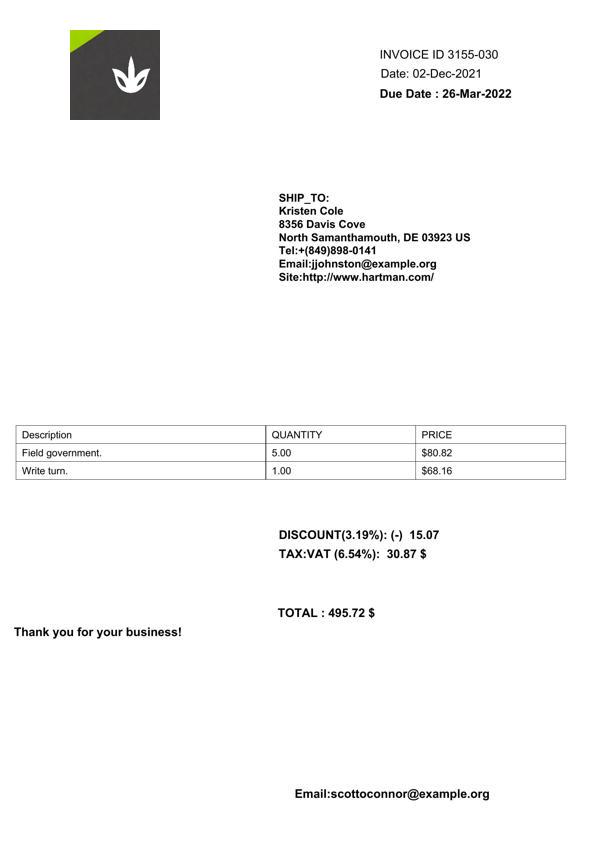 INVOICE ID 3155-030
Date: 02-Dec-2021
Due Date : 26-Mar-2022
SHIP_TO:
Kristen Cole
8356 Davis Cove
North Samanthamouth, DE 03923 US
Tel:+(849)898-0141
Email:jjohnston@example.org
Site:http://www.hartman.com/
Description QUANTITY PRICE
Field government. 5.00 $80.82
Write turn. 1.00 $68.16
DISCOUNT(3.19%): (-) 15.07
TAX:VAT (6.54%): 30.87 $
TOTAL : 495.72 $
Thank you for your business!
Email:scottoconnor@example.org